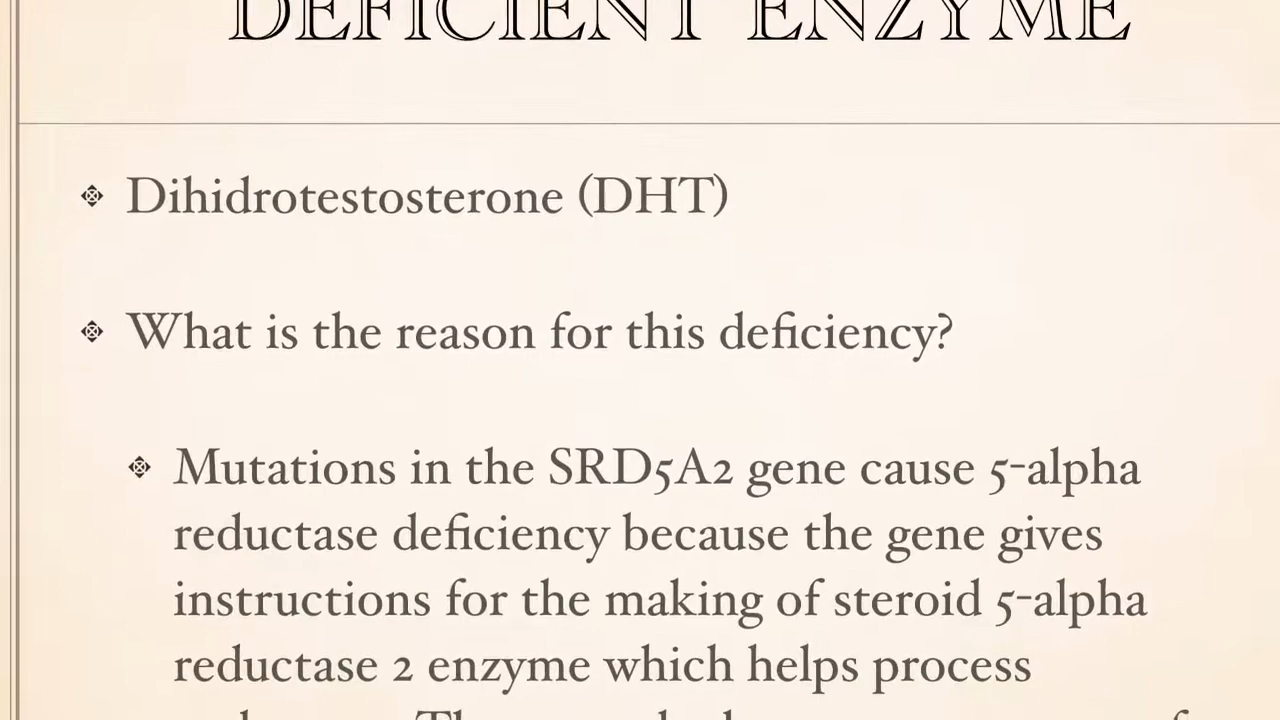 DEFICIENT ENZYME
Dihidrotestosterone (DHT)
What is the reason for this deficiency?
Mutations in the SRD5A2 gene cause 5-alpha
reductase deficiency because the gene gives
instructions for the making of steroid 5-alpha
reductase 2 enzyme which helps process